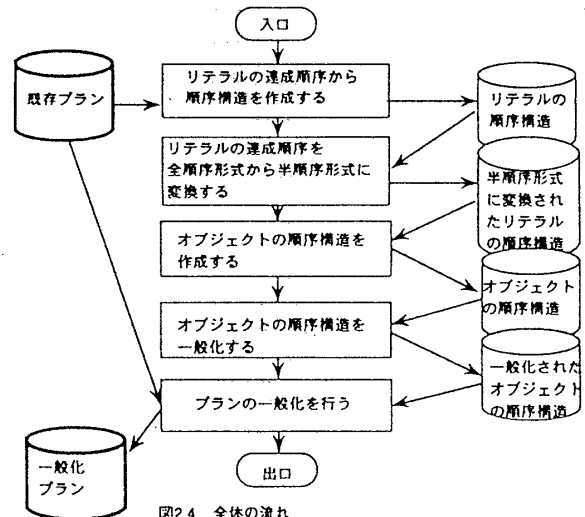 入口
既存プラン
リテラルの達成順序から
順序構造を作成する
リテラルの
順序構造
リテラルの達成順序を
全順序形式から半順序形式に
変換する
半順序形式
に変換され
たリテラル
の順序構造
オブジェクトの順序構造を
作成する
オブジェクト
の順序構造
オブジェクトの順序構造を
一般化する
一般化された
オブジェクト
の順序構造
プランの一般化を行う
一般化
プラン
出口
図2.4 全体の流れ